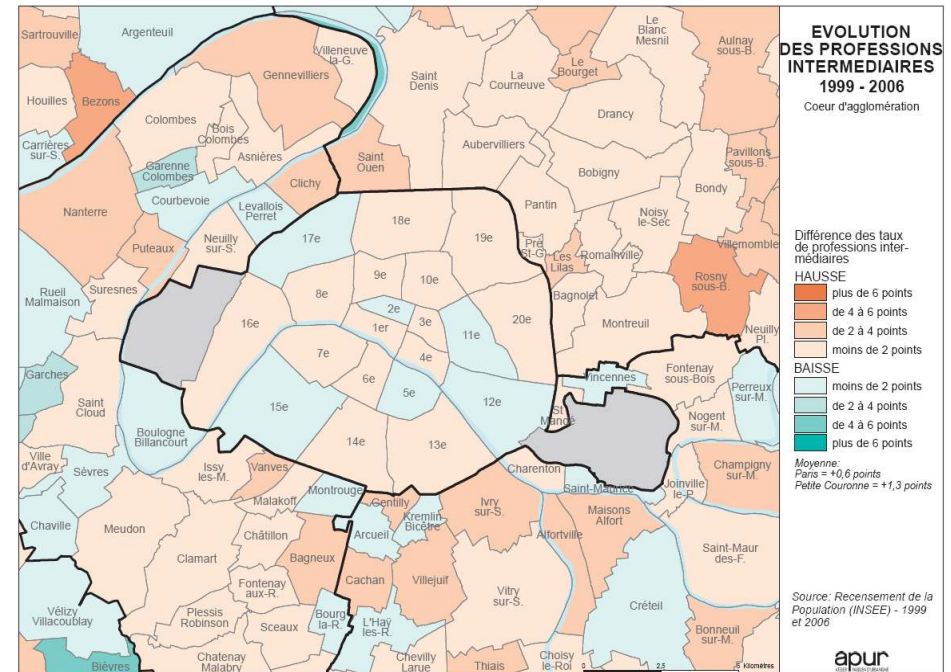 EVOLUTION
DES PROFESSIONS
INTERMEDIAIRES
1999 - 2006
Coeur d'agglomération
Différence des taux
de professions inter-
médiaires
HAUSSE
plus de 6 points
de 4 à 6 points
de 2 à 4 points
moins de 2 points
BAISSE
moins de 2 points
de 2 à 4 points
de 4 à 6 points
plus de 6 points
Moyenne:
Paris = +0,6 points
Petite Couronne = +1,3 points
Source: Recensement de la
Population (INSEE) - 1999
et 2006
apur
Sartrouville
Argenteuil
Villeneuve
la-G.
Gennevilliers
Saint
Denis
La
Courneuve
Le
Bourget
Le
Blanc
Mesnil
Aulnay
sous-B.
Houilles
Bezons
Colombes
Bois
Colombes
Asnières
Drancy
Carrières
sur-S.
Garenne
Colombes
Courbevoie
Levallois
Perret
Clichy
Saint
Ouen
Aubervilliers
Bobigny
Pavillons
sous-B.
Bondy
Nanterre
Puteaux
Neuilly
sur-S.
17e
18e
19e
Pantin
Pré
St-G.
Les
Lilas
Romainville
Noisy
le-Sec
Villemomble
Rueil
Malmaison
Suresnes
16e
8e
9e
10e
2e
1er
3e
4e
11e
20e
Bagnolet
Montreuil
Rosny
sous-B.
Neuilly
Pl.
Garches
Saint
Cloud
7e
6e
5e
12e
15e
14e
13e
St
Mandé
Vincennes
Fontenay
sous-Bois
Perreux
sur-M.
Nogent
sur-M.
Boulogne
Billancourt
Ville
d'Avray
Sèvres
Issy
les-M.
Vanves
Malakoff
Montrouge
Gentilly
Kremlin
Bicêtre
Ivry
sur-S.
Charenton
Saint-Maurice
Joinville
le-P.
Champigny
sur-M.
Chaville
Meudon
Clamart
Châtillon
Bagneux
Arcueil
Cachan
Villejuif
Alfortville
Maisons
Alfort
Saint-Maur
des-F.
Vitry
sur-S.
Créteil
Vélizy
Villacoublay
Fontenay
aux-R.
Plessis
Robinson
Sceaux
Bourg
la-R.
L'Haÿ
les-R.
Bièvres
Chatenay
Malabry
Chevilly
Larue
Thiais
Choisy
le-Roi
Bonneuil
sur-M.
0
2,5
5 Kilomètres